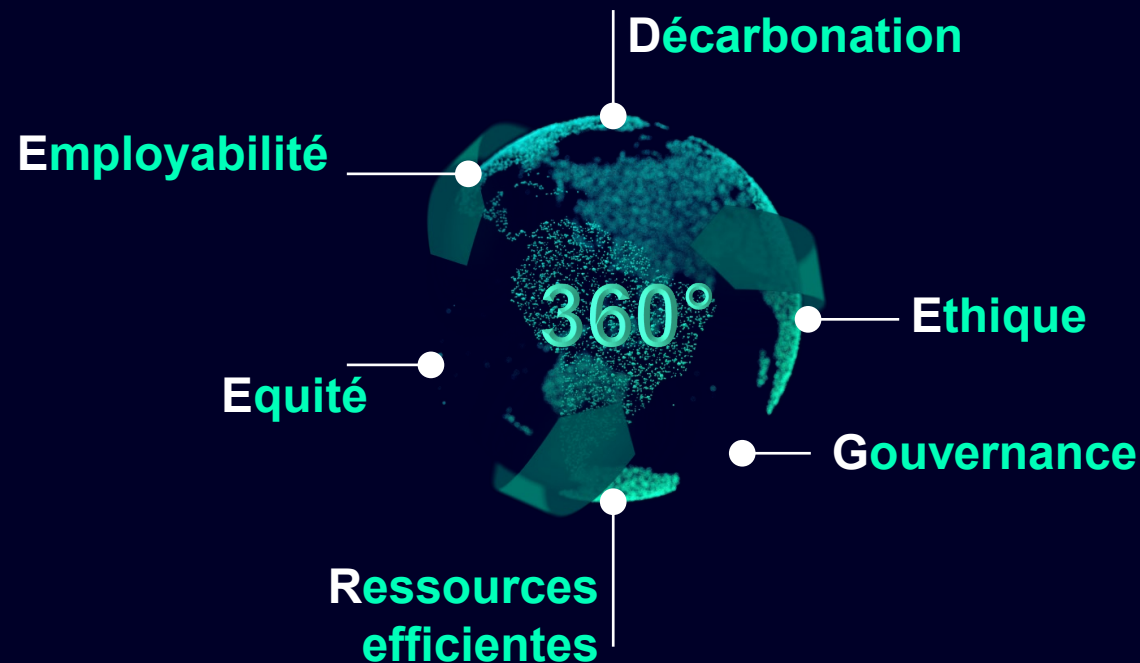 Décarbonation
Employabilité
360°
Ethique
Equité
Gouvernance
Ressources
efficientes